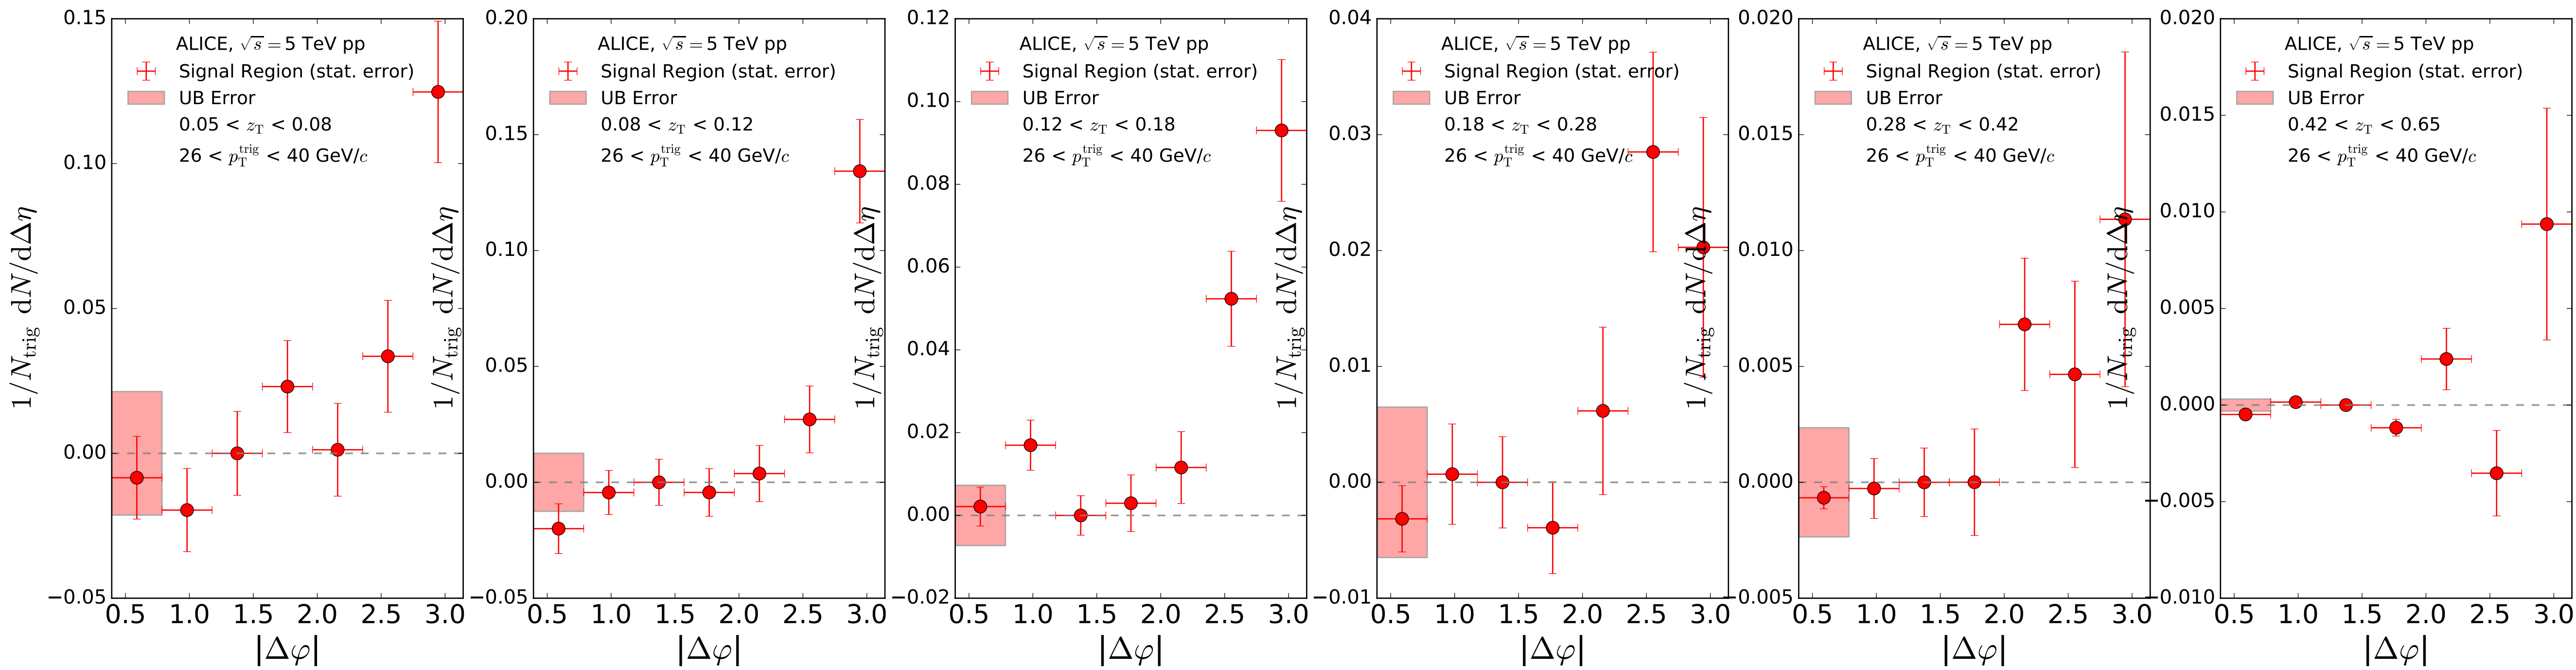 0.15
0.10
0.05
0.00
−0.05
1/N_trig dN/dΔη
ALICE, √s = 5 TeV pp
Signal Region (stat. error)
UB Error
0.05 < z_T < 0.08
26 < p_T^trig < 40 GeV/c
0.5 1.0 1.5 2.0 2.5 3.0
|Δφ|
0.20
0.15
0.10
0.05
0.00
−0.05
1/N_trig dN/dΔη
ALICE, √s = 5 TeV pp
Signal Region (stat. error)
UB Error
0.08 < z_T < 0.12
26 < p_T^trig < 40 GeV/c
0.5 1.0 1.5 2.0 2.5 3.0
|Δφ|
0.12
0.10
0.08
0.06
0.04
0.02
0.00
−0.02
1/N_trig dN/dΔη
ALICE, √s = 5 TeV pp
Signal Region (stat. error)
UB Error
0.12 < z_T < 0.18
26 < p_T^trig < 40 GeV/c
0.5 1.0 1.5 2.0 2.5 3.0
|Δφ|
0.04
0.03
0.02
0.01
0.00
−0.01
ALICE, √s = 5 TeV pp
Signal Region (stat. error)
UB Error
0.18 < z_T < 0.28
26 < p_T^trig < 40 GeV/c
0.5 1.0 1.5 2.0 2.5 3.0
|Δφ|
0.020
0.015
0.010
0.005
0.000
−0.005
1/N_trig dN/dΔη
ALICE, √s = 5 TeV pp
Signal Region (stat. error)
UB Error
0.28 < z_T < 0.42
26 < p_T^trig < 40 GeV/c
0.5 1.0 1.5 2.0 2.5 3.0
|Δφ|
0.020
0.015
0.010
0.005
0.000
−0.005
−0.010
1/N_trig dN/dΔη
ALICE, √s = 5 TeV pp
Signal Region (stat. error)
UB Error
0.42 < z_T < 0.65
26 < p_T^trig < 40 GeV/c
0.5 1.0 1.5 2.0 2.5 3.0
|Δφ|